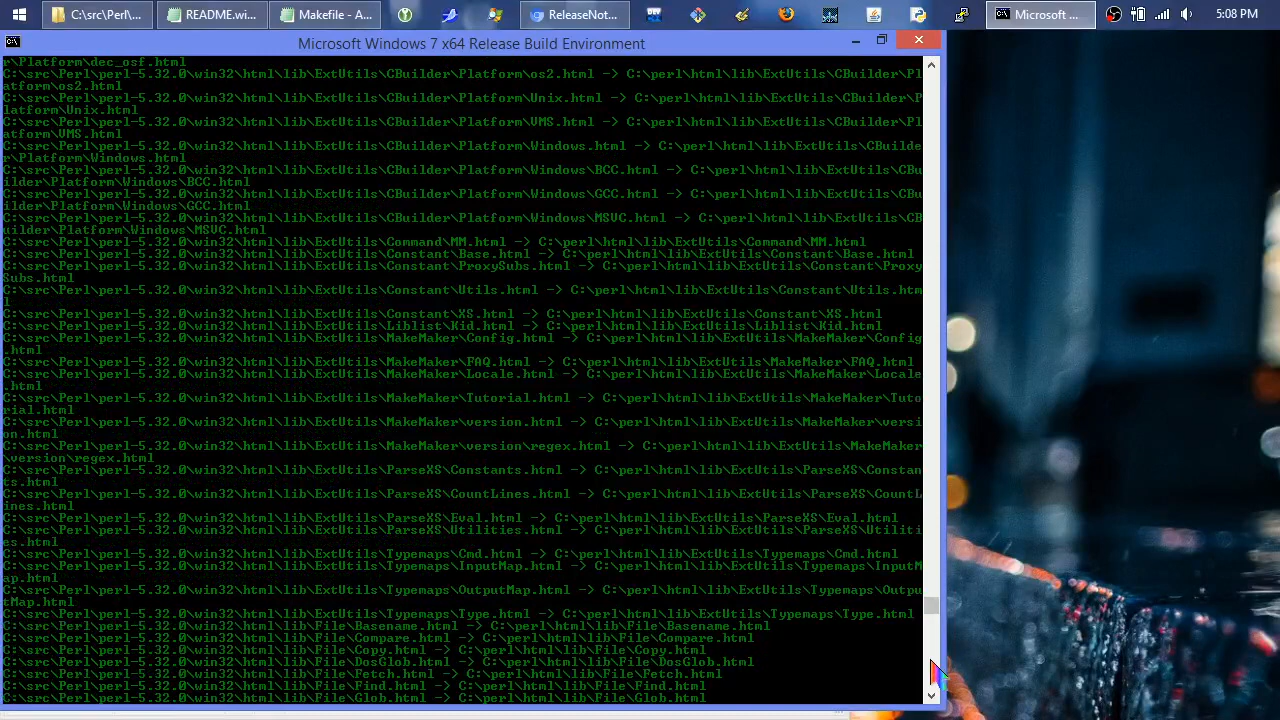 C:\src\Perl\...
README.wi...
Makefile - A...
ReleaseNot...
Microsoft ...
5:08 PM
Microsoft Windows 7 x64 Release Build Environment
r\Platform\dec_osf.html
C:\src\Perl\perl-5.32.0\win32\html\lib\ExtUtils\CBuilder\Platform\os2.html -> C:\perl\html\lib\ExtUtils\CBuilder\Pl
atform\os2.html
C:\src\Perl\perl-5.32.0\win32\html\lib\ExtUtils\CBuilder\Platform\Unix.html -> C:\perl\html\lib\ExtUtils\CBuilder\P
latform\Unix.html
C:\src\Perl\perl-5.32.0\win32\html\lib\ExtUtils\CBuilder\Platform\VMS.html -> C:\perl\html\lib\ExtUtils\CBuilder\Pl
atform\VMS.html
C:\src\Perl\perl-5.32.0\win32\html\lib\ExtUtils\CBuilder\Platform\Windows.html -> C:\perl\html\lib\ExtUtils\CBuilde
r\Platform\Windows.html
C:\src\Perl\perl-5.32.0\win32\html\lib\ExtUtils\CBuilder\Platform\Windows\BCC.html -> C:\perl\html\lib\ExtUtils\CBu
ilder\Platform\Windows\BCC.html
C:\src\Perl\perl-5.32.0\win32\html\lib\ExtUtils\CBuilder\Platform\Windows\GCC.html -> C:\perl\html\lib\ExtUtils\CBu
ilder\Platform\Windows\GCC.html
C:\src\Perl\perl-5.32.0\win32\html\lib\ExtUtils\CBuilder\Platform\Windows\MSVC.html -> C:\perl\html\lib\ExtUtils\CB
uilder\Platform\Windows\MSVC.html
C:\src\Perl\perl-5.32.0\win32\html\lib\ExtUtils\Command\MM.html -> C:\perl\html\lib\ExtUtils\Command\MM.html
C:\src\Perl\perl-5.32.0\win32\html\lib\ExtUtils\Constant\Base.html -> C:\perl\html\lib\ExtUtils\Constant\Base.html
C:\src\Perl\perl-5.32.0\win32\html\lib\ExtUtils\Constant\ProxySubs.html -> C:\perl\html\lib\ExtUtils\Constant\Proxy
Subs.html
C:\src\Perl\perl-5.32.0\win32\html\lib\ExtUtils\Constant\Utils.html -> C:\perl\html\lib\ExtUtils\Constant\Utils.htm
l
C:\src\Perl\perl-5.32.0\win32\html\lib\ExtUtils\Constant\XS.html -> C:\perl\html\lib\ExtUtils\Constant\XS.html
C:\src\Perl\perl-5.32.0\win32\html\lib\ExtUtils\Liblist\Kid.html -> C:\perl\html\lib\ExtUtils\Liblist\Kid.html
C:\src\Perl\perl-5.32.0\win32\html\lib\ExtUtils\MakeMaker\Config.html -> C:\perl\html\lib\ExtUtils\MakeMaker\Config
.html
C:\src\Perl\perl-5.32.0\win32\html\lib\ExtUtils\MakeMaker\FAQ.html -> C:\perl\html\lib\ExtUtils\MakeMaker\FAQ.html
C:\src\Perl\perl-5.32.0\win32\html\lib\ExtUtils\MakeMaker\Locale.html -> C:\perl\html\lib\ExtUtils\MakeMaker\Locale
.html
C:\src\Perl\perl-5.32.0\win32\html\lib\ExtUtils\MakeMaker\Tutorial.html -> C:\perl\html\lib\ExtUtils\MakeMaker\Tuto
rial.html
C:\src\Perl\perl-5.32.0\win32\html\lib\ExtUtils\MakeMaker\version.html -> C:\perl\html\lib\ExtUtils\MakeMaker\versi
on.html
C:\src\Perl\perl-5.32.0\win32\html\lib\ExtUtils\MakeMaker\version\regex.html -> C:\perl\html\lib\ExtUtils\MakeMaker
\version\regex.html
C:\src\Perl\perl-5.32.0\win32\html\lib\ExtUtils\ParseXS\Constants.html -> C:\perl\html\lib\ExtUtils\ParseXS\Constan
ts.html
C:\src\Perl\perl-5.32.0\win32\html\lib\ExtUtils\ParseXS\CountLines.html -> C:\perl\html\lib\ExtUtils\ParseXS\CountL
ines.html
C:\src\Perl\perl-5.32.0\win32\html\lib\ExtUtils\ParseXS\Eval.html -> C:\perl\html\lib\ExtUtils\ParseXS\Eval.html
C:\src\Perl\perl-5.32.0\win32\html\lib\ExtUtils\ParseXS\Utilities.html -> C:\perl\html\lib\ExtUtils\ParseXS\Utiliti
es.html
C:\src\Perl\perl-5.32.0\win32\html\lib\ExtUtils\Typemaps\Cmd.html -> C:\perl\html\lib\ExtUtils\Typemaps\Cmd.html
C:\src\Perl\perl-5.32.0\win32\html\lib\ExtUtils\Typemaps\InputMap.html -> C:\perl\html\lib\ExtUtils\Typemaps\InputM
ap.html
C:\src\Perl\perl-5.32.0\win32\html\lib\ExtUtils\Typemaps\OutputMap.html -> C:\perl\html\lib\ExtUtils\Typemaps\Outpu
tMap.html
C:\src\Perl\perl-5.32.0\win32\html\lib\ExtUtils\Typemaps\Type.html -> C:\perl\html\lib\ExtUtils\Typemaps\Type.html
C:\src\Perl\perl-5.32.0\win32\html\lib\File\Basename.html -> C:\perl\html\lib\File\Basename.html
C:\src\Perl\perl-5.32.0\win32\html\lib\File\Compare.html -> C:\perl\html\lib\File\Compare.html
C:\src\Perl\perl-5.32.0\win32\html\lib\File\Copy.html -> C:\perl\html\lib\File\Copy.html
C:\src\Perl\perl-5.32.0\win32\html\lib\File\DosGlob.html -> C:\perl\html\lib\File\DosGlob.html
C:\src\Perl\perl-5.32.0\win32\html\lib\File\Fetch.html -> C:\perl\html\lib\File\Fetch.html
C:\src\Perl\perl-5.32.0\win32\html\lib\File\Find.html -> C:\perl\html\lib\File\Find.html
C:\src\Perl\perl-5.32.0\win32\html\lib\File\Glob.html -> C:\perl\html\lib\File\Glob.html